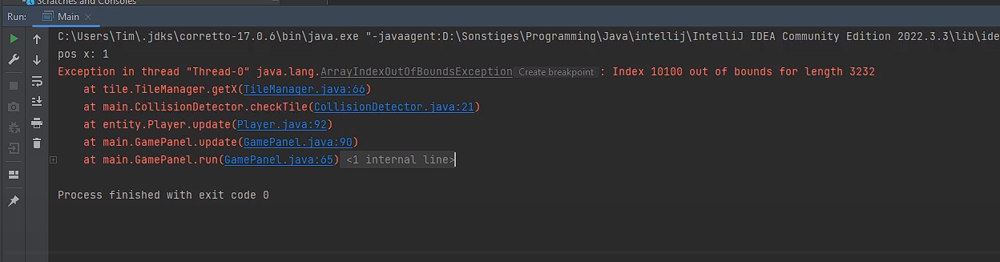 Scratches and Consoles
Run: Main
C:\Users\Tim\.jdks\corretto-17.0.6\bin\java.exe "-javaagent:D:\Sonstiges\Programming\Java\intellij\IntelliJ IDEA Community Edition 2022.3.3\lib\ide
pos x: 1
Exception in thread "Thread-0" java.lang.ArrayIndexOutOfBoundsException Create breakpoint : Index 10100 out of bounds for length 3232
at tile.TileManager.getX(TileManager.java:66)
at main.CollisionDetector.checkTile(CollisionDetector.java:21)
at entity.Player.update(Player.java:92)
at main.GamePanel.update(GamePanel.java:90)
at main.GamePanel.run(GamePanel.java:65) <1 internal line>
Process finished with exit code 0